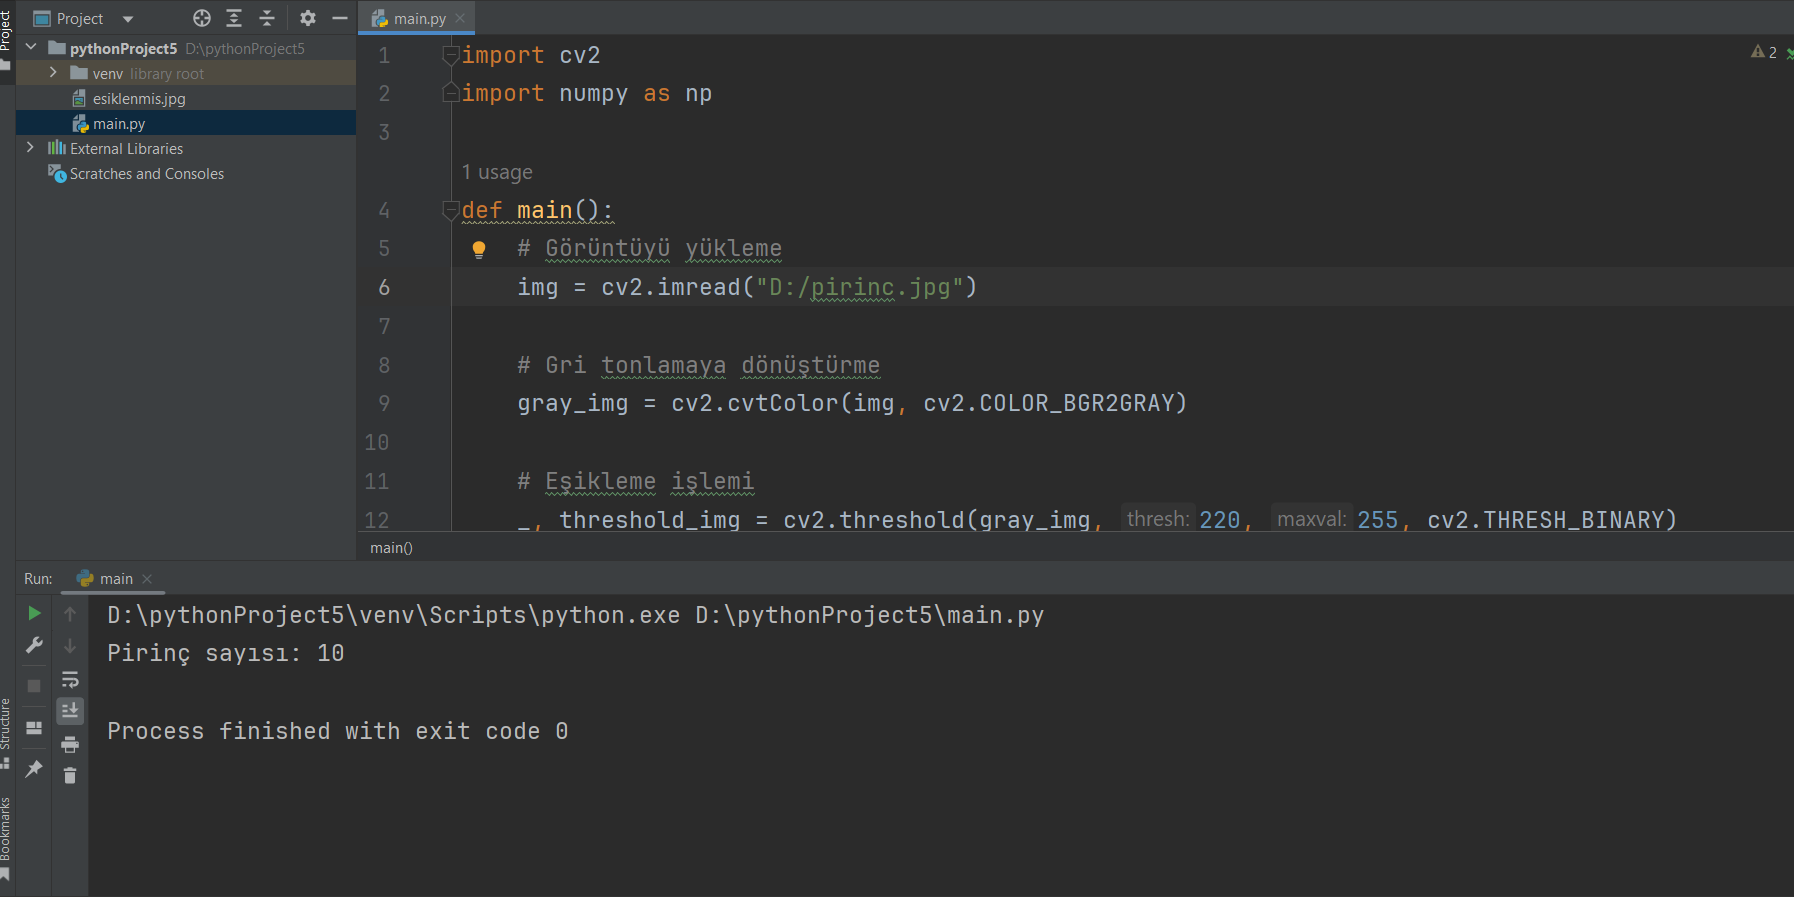 Project
main.py
pythonProject5 D:\pythonProject5
venv library root
esiklenmis.jpg
main.py
External Libraries
Scratches and Consoles
Project
Structure
Bookmarks
1 import cv2
2 import numpy as np
3
1 usage
4 def main():
5 # Görüntüyü yükleme
6 img = cv2.imread("D:/pirinc.jpg")
7
8 # Gri tonlamaya dönüştürme
9 gray_img = cv2.cvtColor(img, cv2.COLOR_BGR2GRAY)
10
11 # Eşikleme işlemi
12 _, threshold_img = cv2.threshold(gray_img, thresh: 220, maxval: 255, cv2.THRESH_BINARY)
2
main()
Run: main
D:\pythonProject5\venv\Scripts\python.exe D:\pythonProject5\main.py
Pirinç sayısı: 10
Process finished with exit code 0